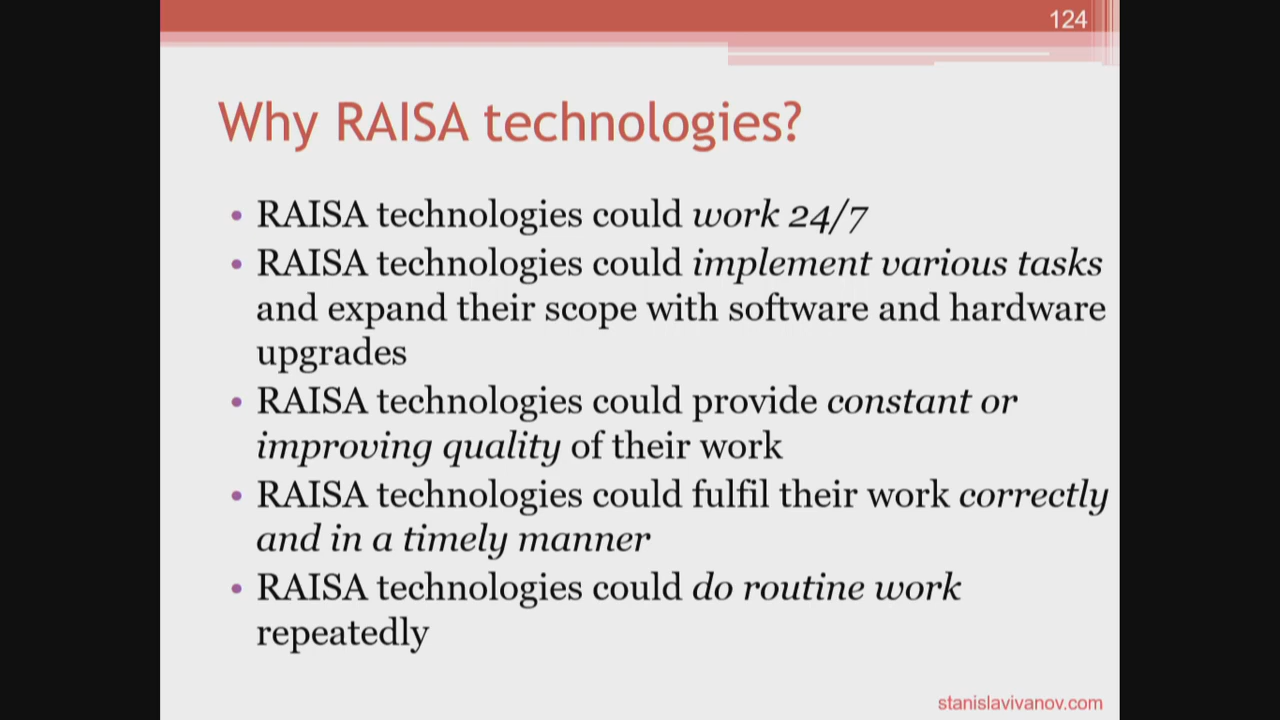 124
Why RAISA technologies?
• RAISA technologies could work 24/7
• RAISA technologies could implement various tasks
and expand their scope with software and hardware
upgrades
• RAISA technologies could provide constant or
improving quality of their work
• RAISA technologies could fulfil their work correctly
and in a timely manner
• RAISA technologies could do routine work
repeatedly
stanislavivanov.com